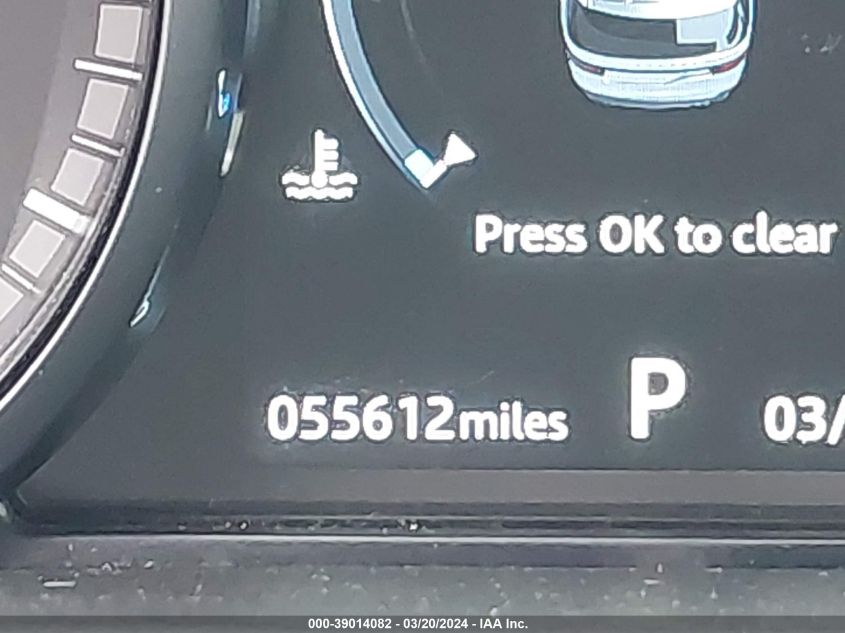 Press OK to clear
055612miles P 03/
000-39014082 - 03/20/2024 - IAA Inc.